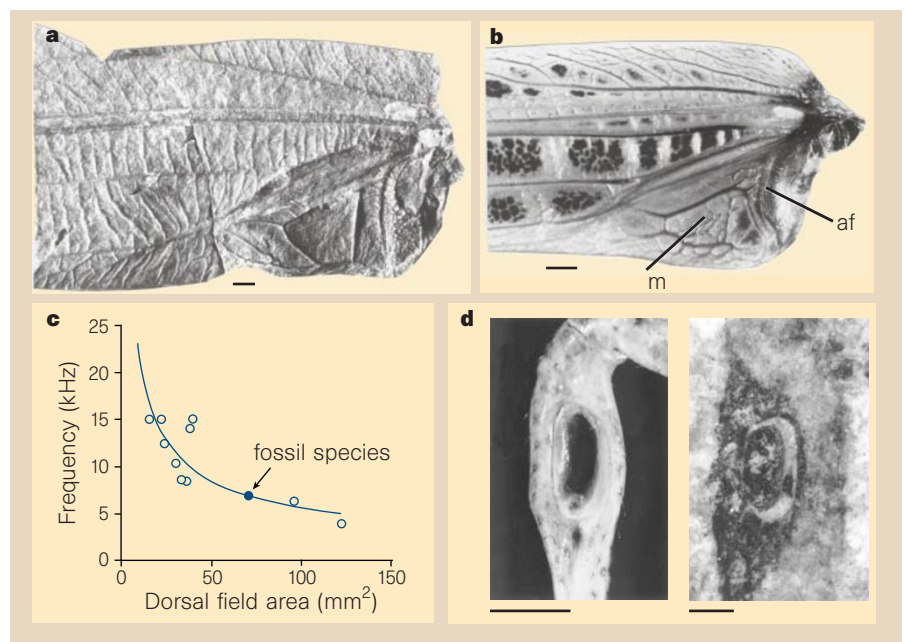 a
b
af
m
c
25
20
15
10
5
0
Frequency (kHz)
fossil species
0
50
100
150
Dorsal field area (mm²)
d